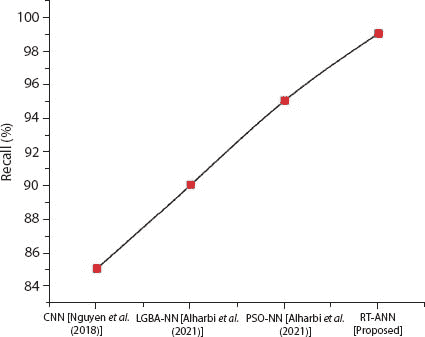 100
98
96
94
92
90
88
86
84
Recall (%)
CNN [Nguyen et al. (2018)]
LGBA-NN [Alharbi et al. (2021)]
PSO-NN [Alharbi et al. (2021)]
RT-ANN [Proposed]